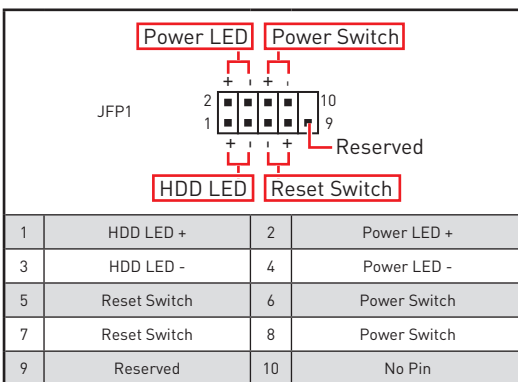 Power LED Power Switch
+ - + -
JFP1
2 10
1 9
+ - - +
Reserved
HDD LED Reset Switch
1 HDD LED + 2 Power LED +
3 HDD LED - 4 Power LED -
5 Reset Switch 6 Power Switch
7 Reset Switch 8 Power Switch
9 Reserved 10 No Pin